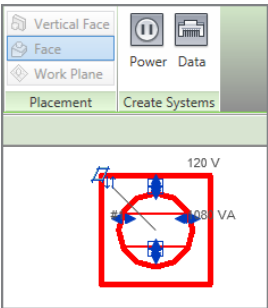 Vertical Face
Face
Work Plane
Power Data
Placement Create Systems
120 V
VA